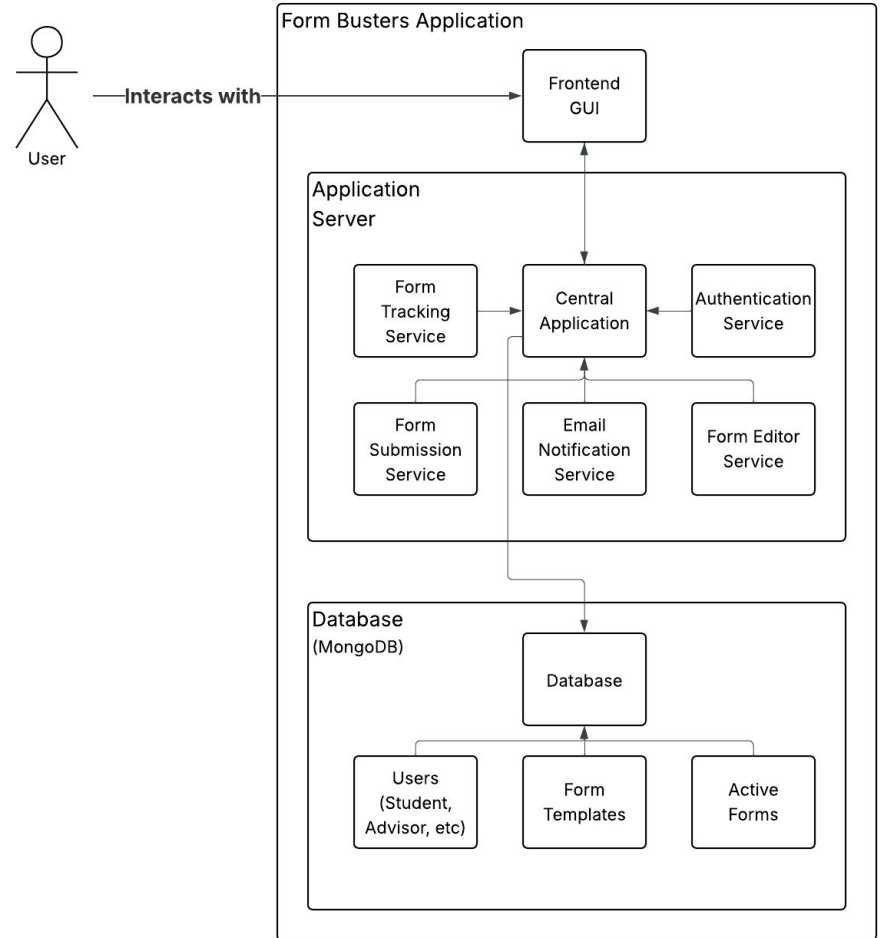 Form Busters Application
Frontend
GUI
Interacts with
User
Application
Server
Form
Tracking
Service
Central
Application
Authentication
Service
Form
Submission
Service
Email
Notification
Service
Form Editor
Service
Database
(MongoDB)
Database
Users
(Student,
Advisor, etc)
Form
Templates
Active
Forms